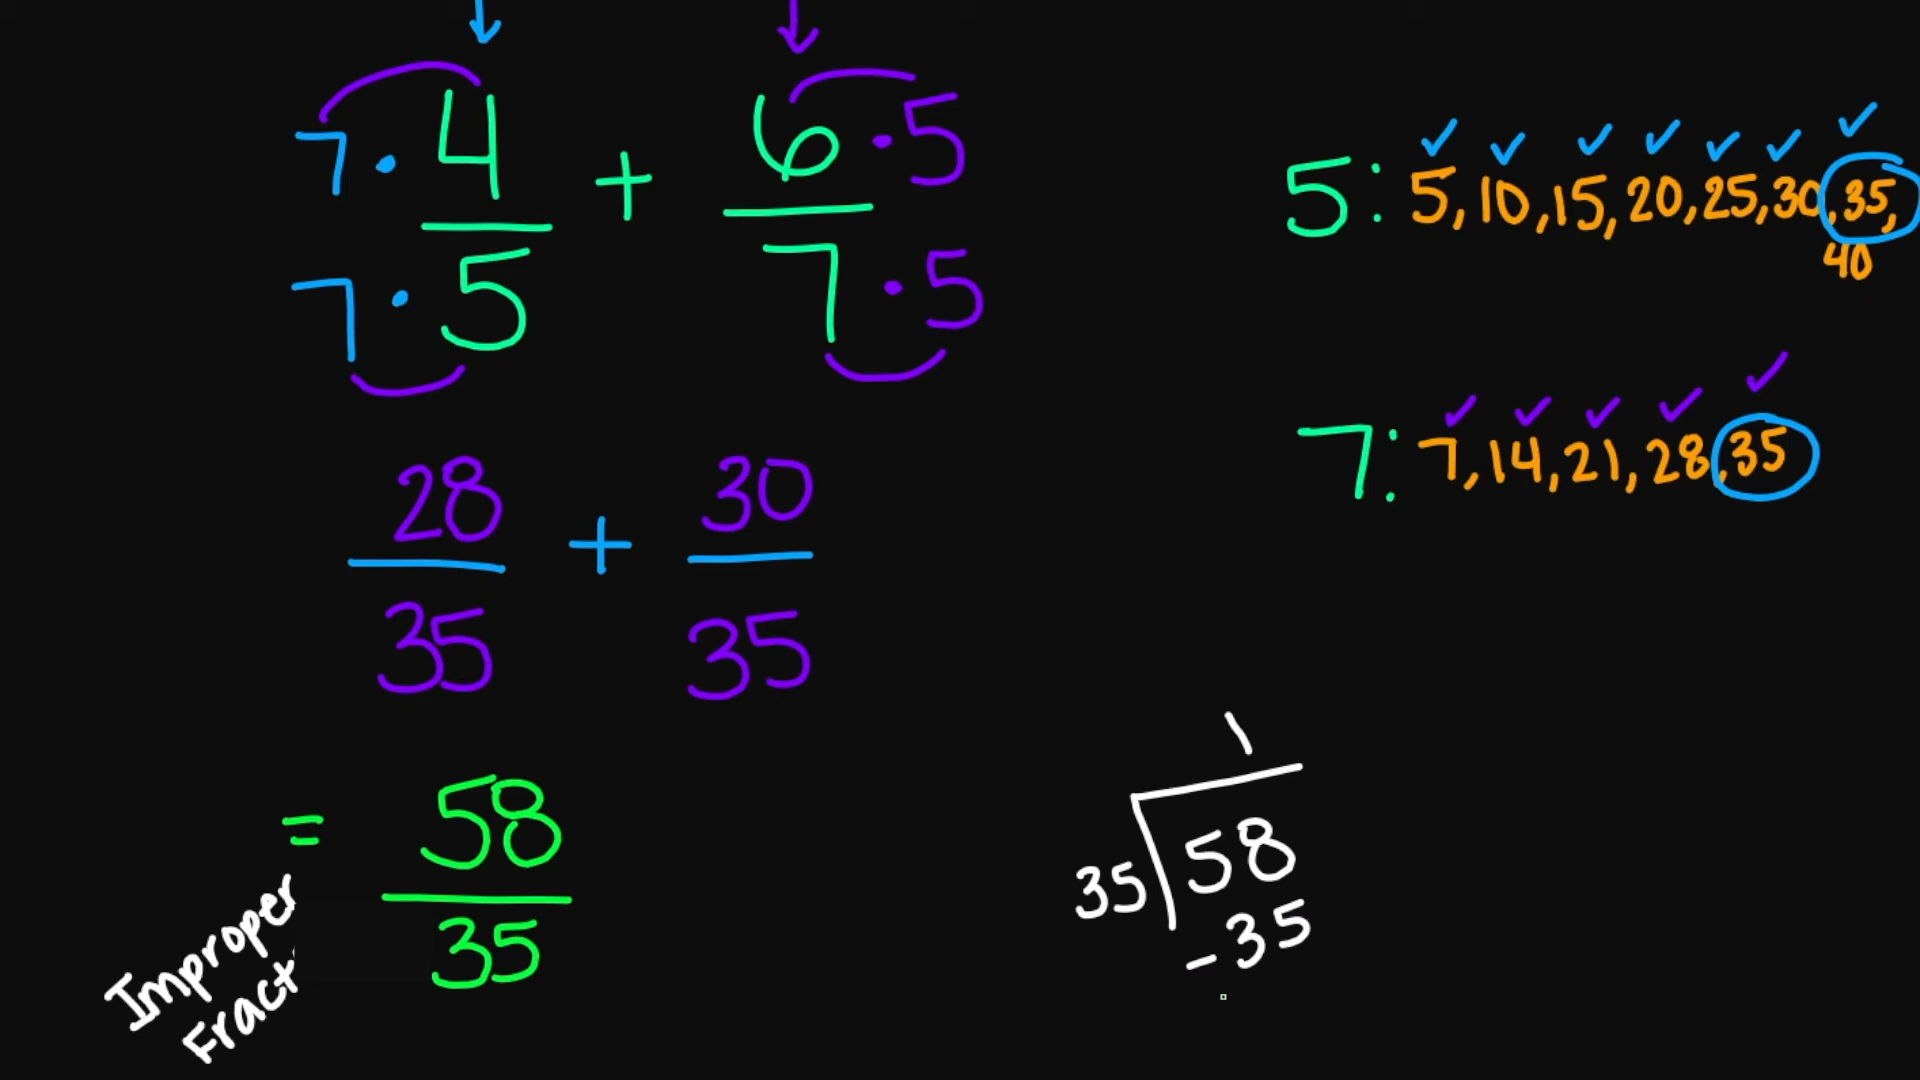 7 · 4 + 6 · 5
7 · 5 7 · 5
28 + 30
35 35
= 58
35
Improper
Fract
5: 5, 10, 15, 20, 25, 30, 35,
40
7: 7, 14, 21, 28, 35
1
35 58
-35